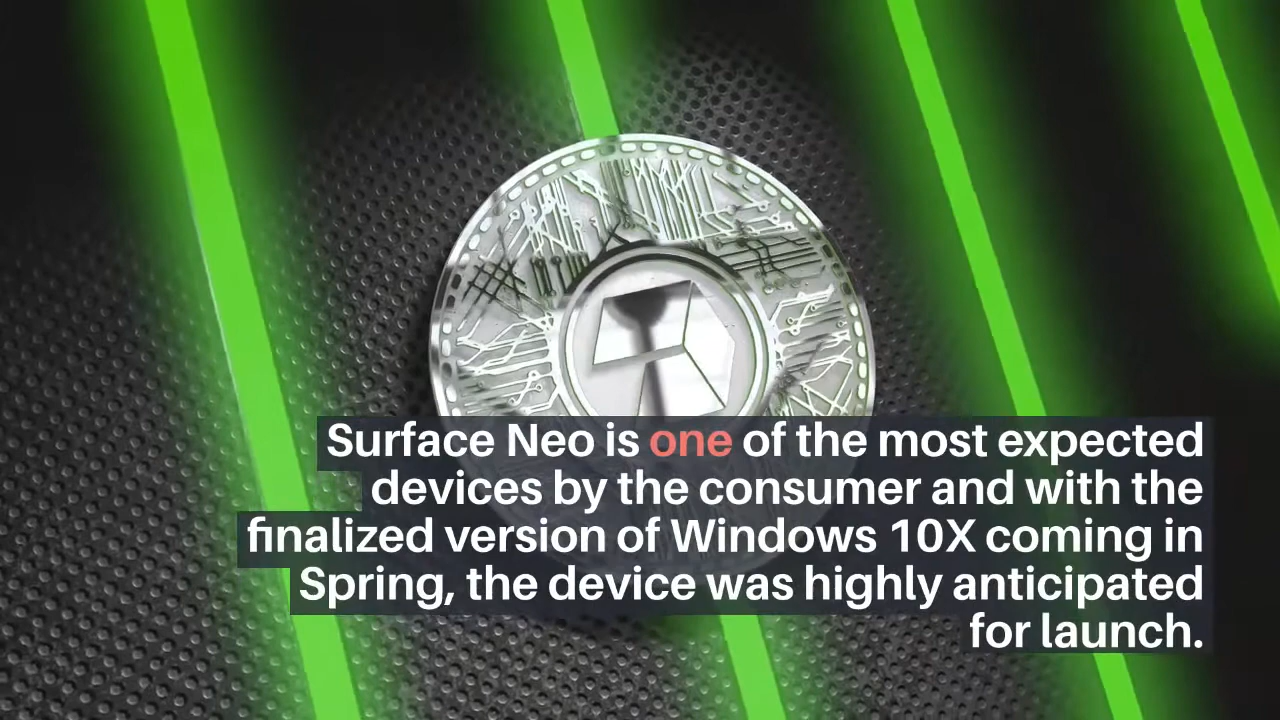 Surface Neo is one of the most expected
devices by the consumer and with the
finalized version of Windows 10X coming in
Spring, the device was highly anticipated
for launch.